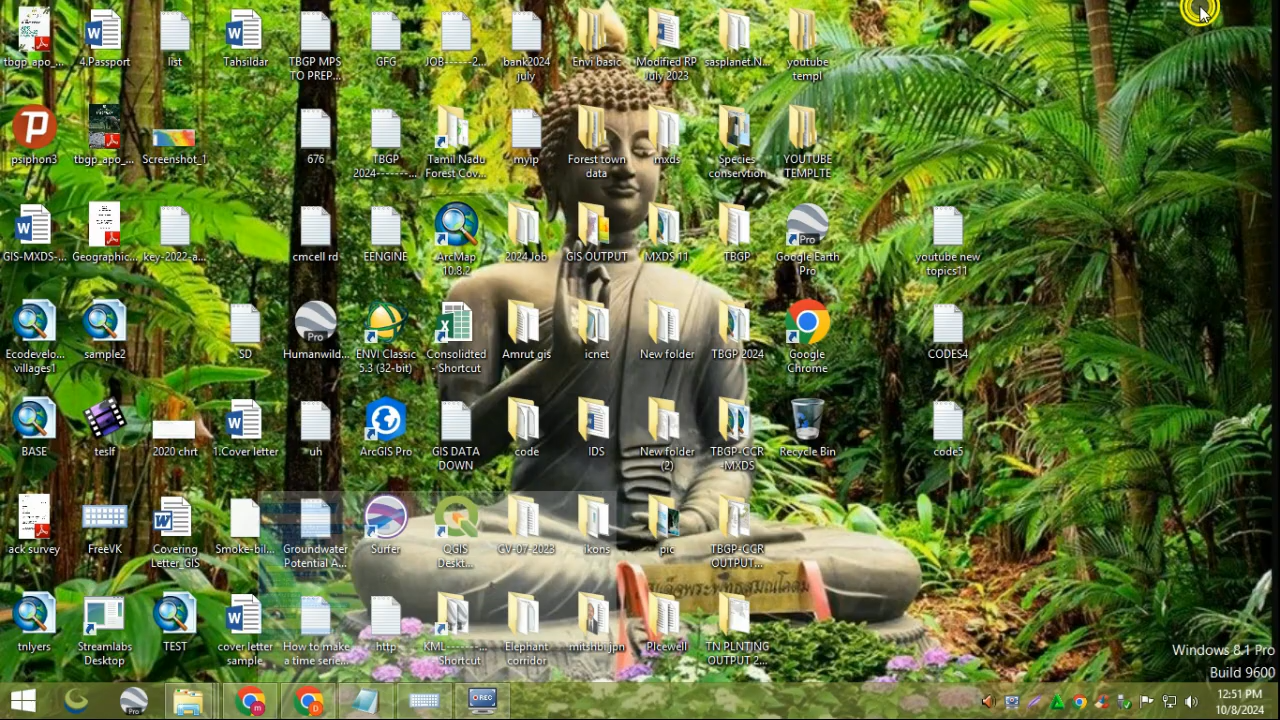 tbgp_apo_...
4.Passport
list
Tahsildar
TBGP MPS
TO PREP...
GFG
JOB------2...
bank2024
july
Envi basic
Modified RP
July 2023
sasplanet.N...
youtube
templ
psiphon3
tbgp_apo_...
Screenshot_1
676
TBGP
2024-------...
Tamil Nadu
Forest Cov...
myip
Forest town
data
mxds
Species
conservtion
YOUTUBE
TEMPLTE
GIS-MXDS-...
Geographic...
key-2022-a...
cmcell rd
EENGINE
ArcMap
10.8.2
2024 Job
GIS OUTPUT
MXDS 11
TBGP
Google Earth
Pro
youtube new
topics11
Ecodevelo...
villages1
sample2
SD
Humanwild...
ENVI Classic
5.3 (32-bit)
Consolidted
- Shortcut
Amrut gis
icnet
New folder
TBGP 2024
Google
Chrome
CODES4
BASE
teslf
2020 chrt
1.Cover letter
uh
ArcGIS Pro
GIS DATA
DOWN
code
IDS
New folder
(2)
TBGP-CCR
-MXDS
Recycle Bin
code5
ack survey
FreeVK
Covering
Letter_GIS
Smoke-bil...
Groundwater
Potential A...
Surfer
QGIS
Deskt...
CV-07-2023
ikons
pic
TBGP-CGR
OUTPUT...
tnlyers
Streamlabs
Desktop
TEST
cover letter
sample
How to make
a time serie...
http
KML-------...
Shortcut
Elephant
corridor
mitshbi jpn
Plcewell
TN PLNTING
OUTPUT 2...
Windows 8.1 Pro
Build 9600
REC
12:51 PM
10/8/2024